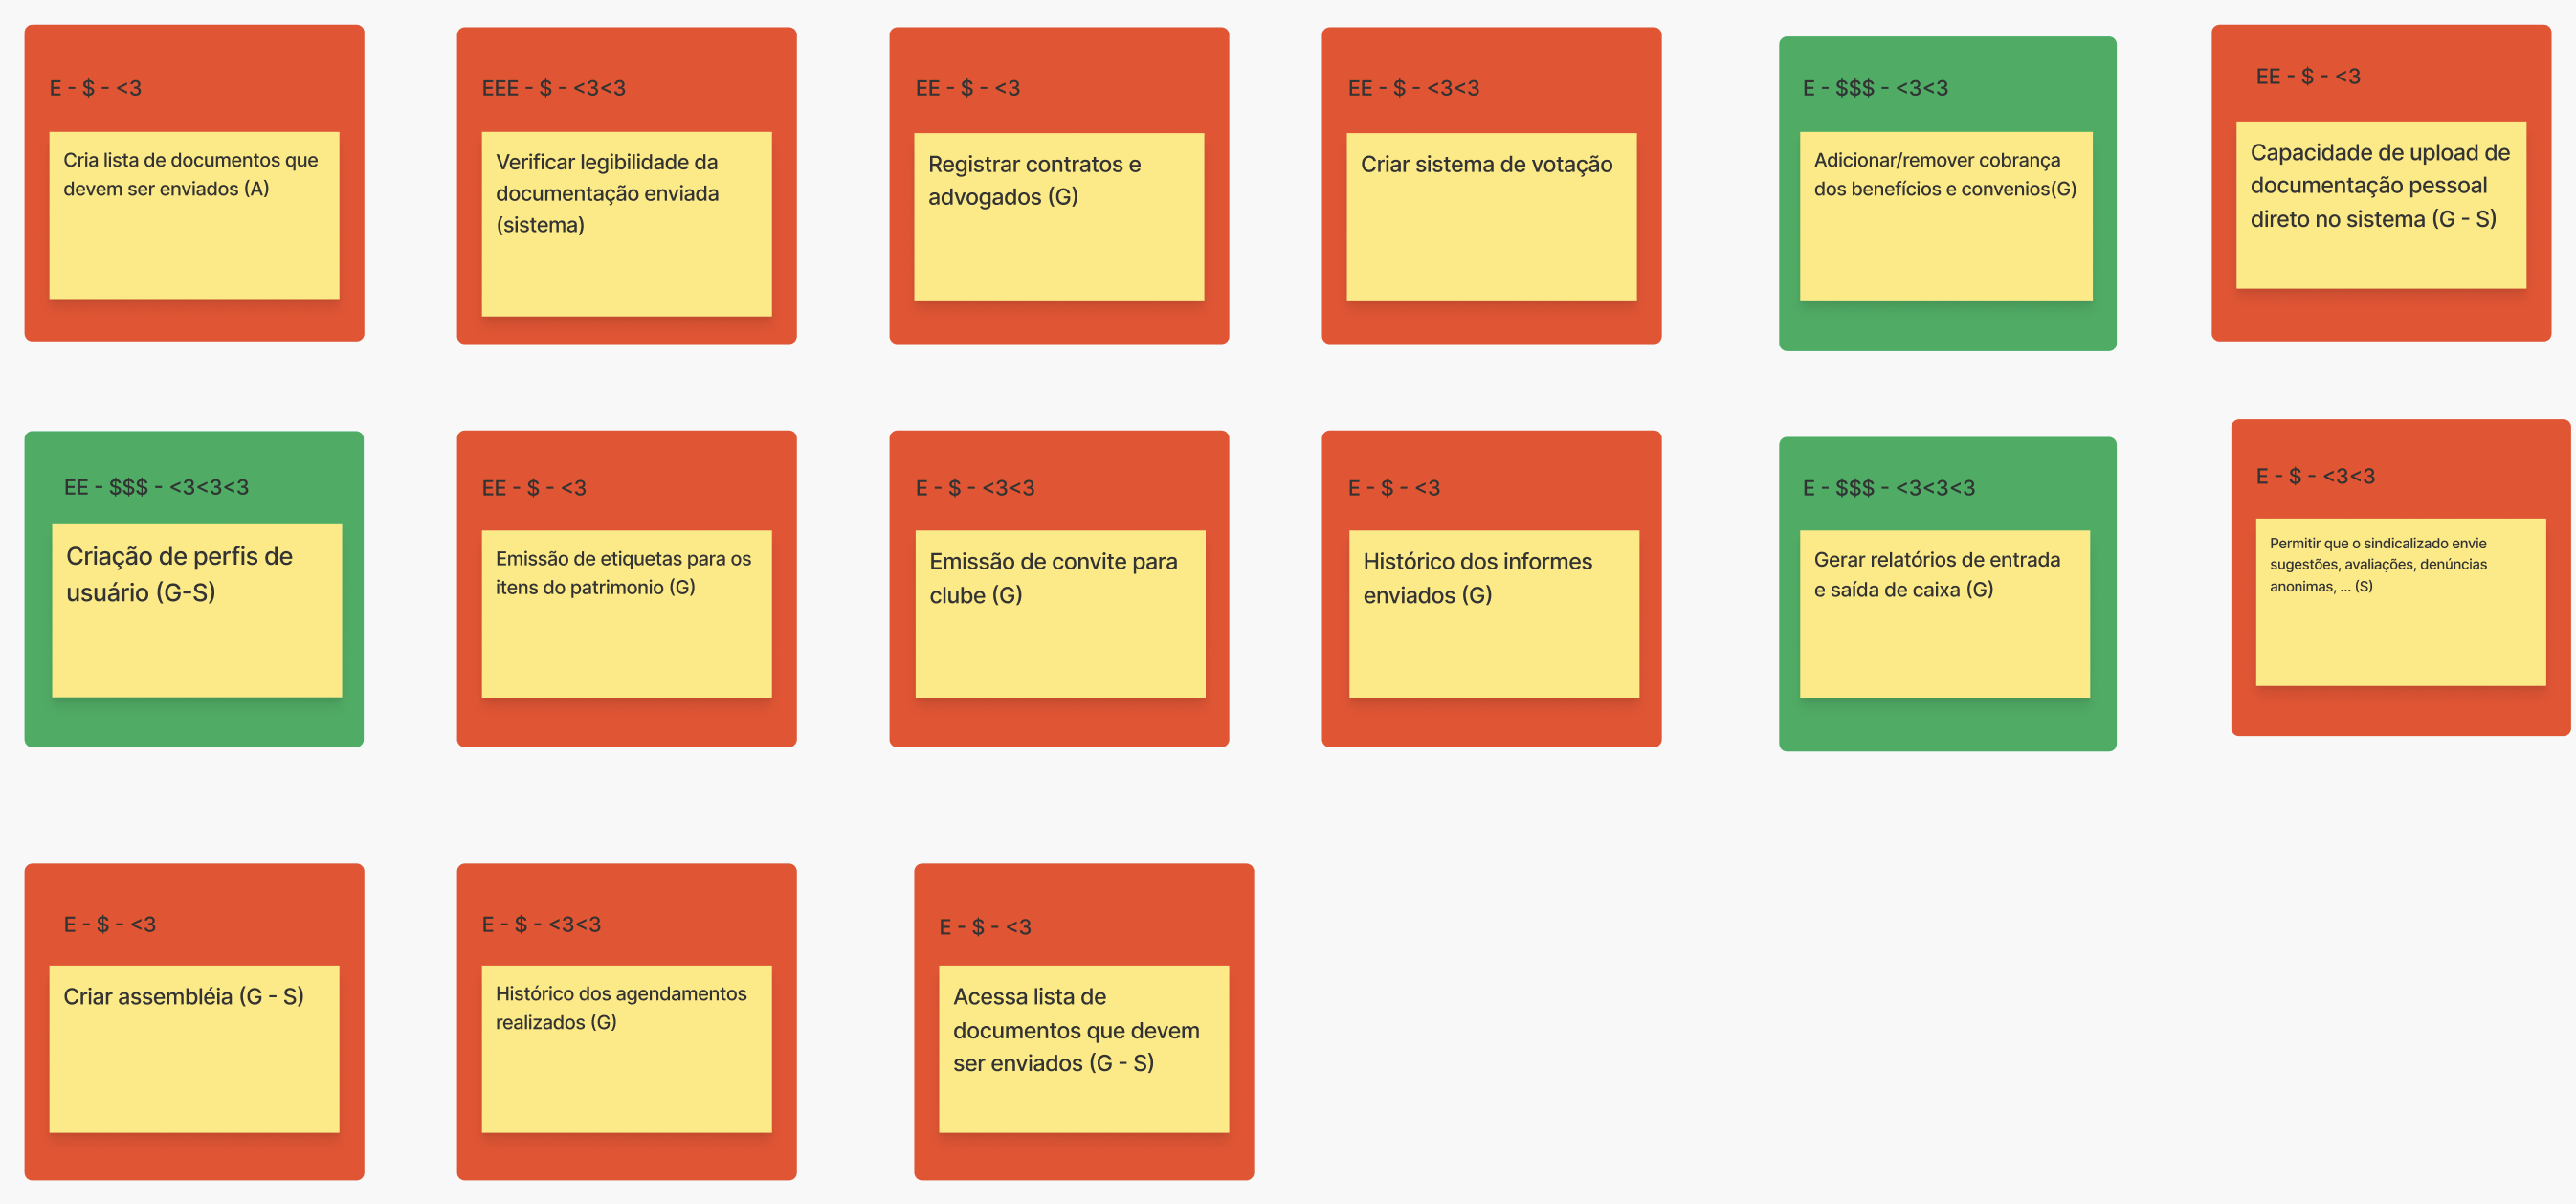 E - $ - <3
Cria lista de documentos que
devem ser enviados (A)
EEE - $ - <3<3
Verificar legibilidade da
documentação enviada
(sistema)
EE - $ - <3
Registrar contratos e
advogados (G)
EE - $ - <3<3
Criar sistema de votação
E - $$$ - <3<3
Adicionar/remover cobrança
dos benefícios e convenios(G)
EE - $ - <3
Capacidade de upload de
documentação pessoal
direto no sistema (G - S)
EE - $$$ - <3<3<3
Criação de perfis de
usuário (G-S)
EE - $ - <3
Emissão de etiquetas para os
itens do patrimonio (G)
E - $ - <3<3
Emissão de convite para
clube (G)
E - $ - <3
Histórico dos informes
enviados (G)
E - $$$ - <3<3<3
Gerar relatórios de entrada
e saída de caixa (G)
E - $ - <3<3
Permitir que o sindicalizado envie
sugestões, avaliações, denúncias
anonimas, ... (S)
E - $ - <3
Criar assembléia (G - S)
E - $ - <3<3
Histórico dos agendamentos
realizados (G)
E - $ - <3
Acessa lista de
documentos que devem
ser enviados (G - S)